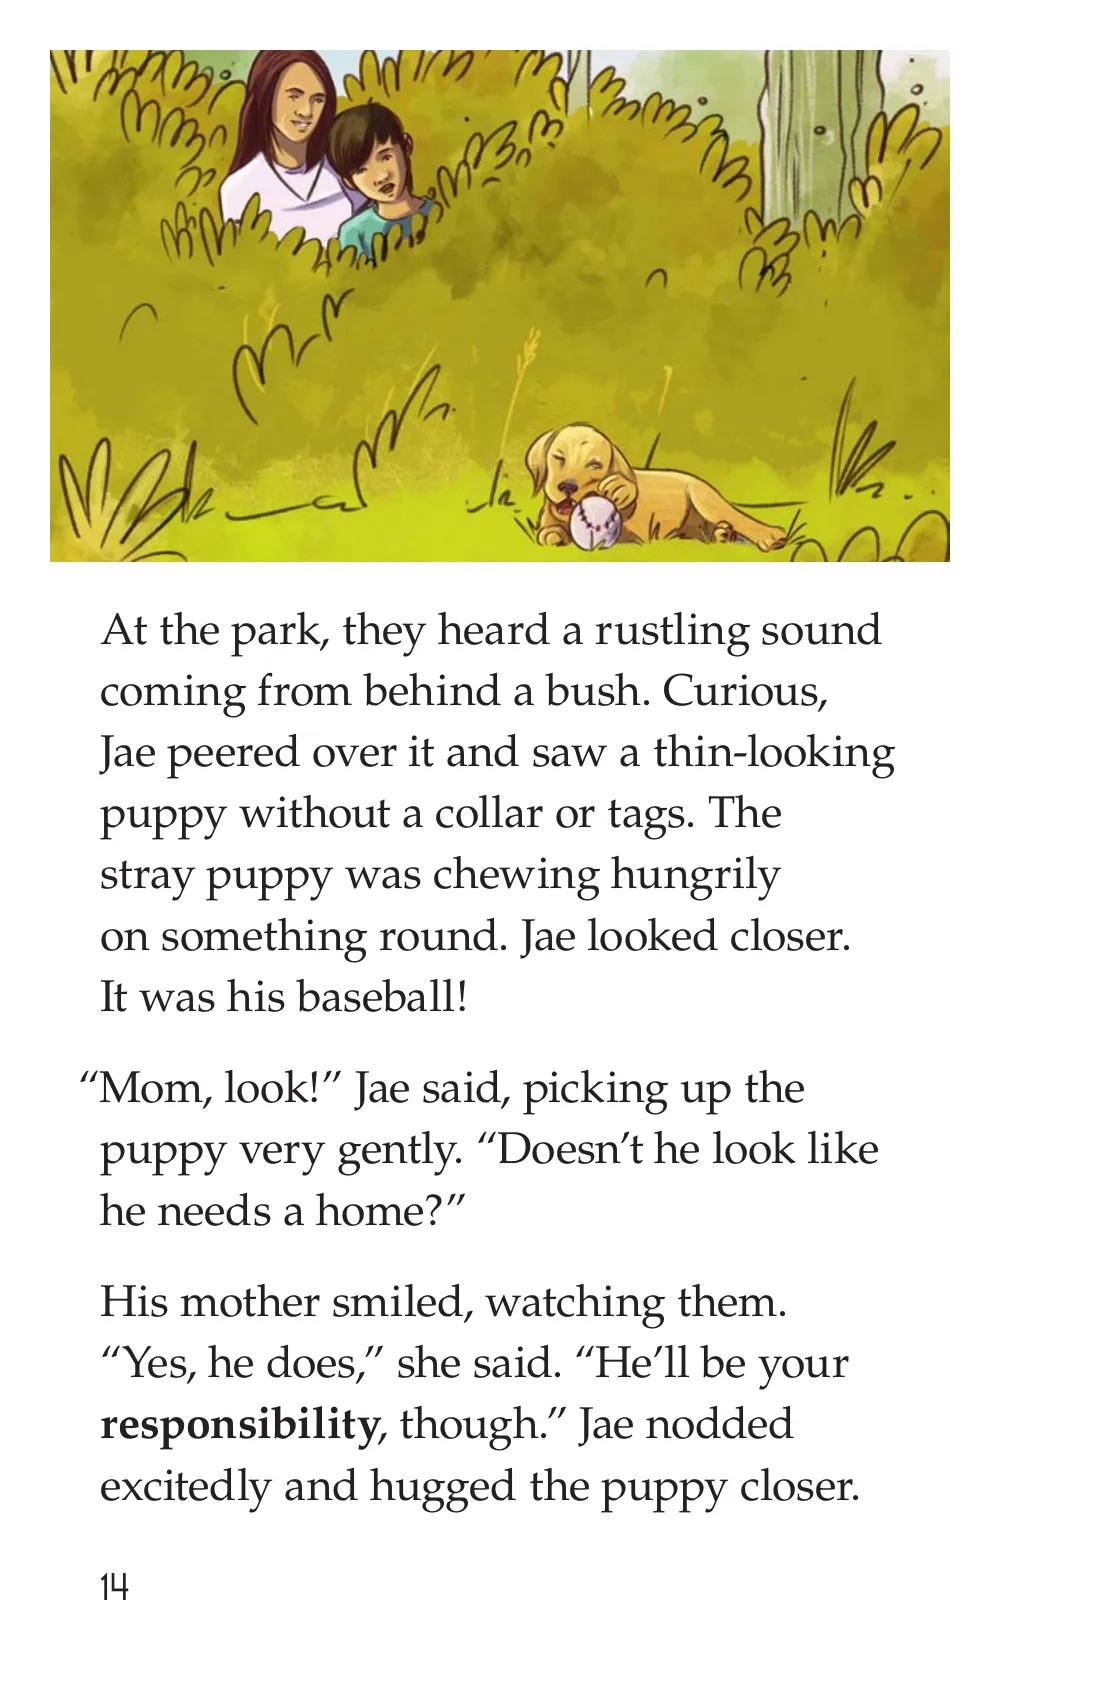 At the park, they heard a rustling sound
coming from behind a bush. Curious,
Jae peered over it and saw a thin-looking
puppy without a collar or tags. The
stray puppy was chewing hungrily
on something round. Jae looked closer.
It was his baseball!
“Mom, look!” Jae said, picking up the
puppy very gently. “Doesn’t he look like
he needs a home?”
His mother smiled, watching them.
“Yes, he does,” she said. “He’ll be your
responsibility, though.” Jae nodded
excitedly and hugged the puppy closer.
14